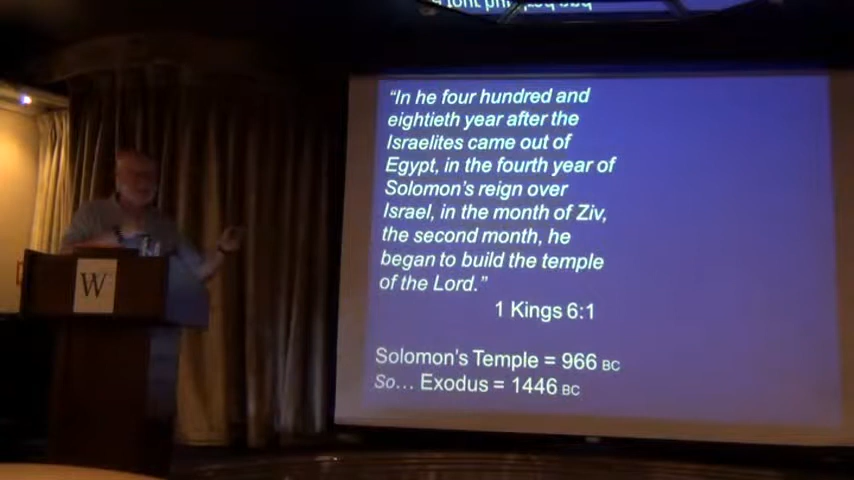 “In he four hundred and
eightieth year after the
Israelites came out of
Egypt, in the fourth year of
Solomon’s reign over
Israel, in the month of Ziv,
the second month, he
began to build the temple
of the Lord.”
1 Kings 6:1
Solomon’s Temple = 966 BC
So… Exodus = 1446 BC
W